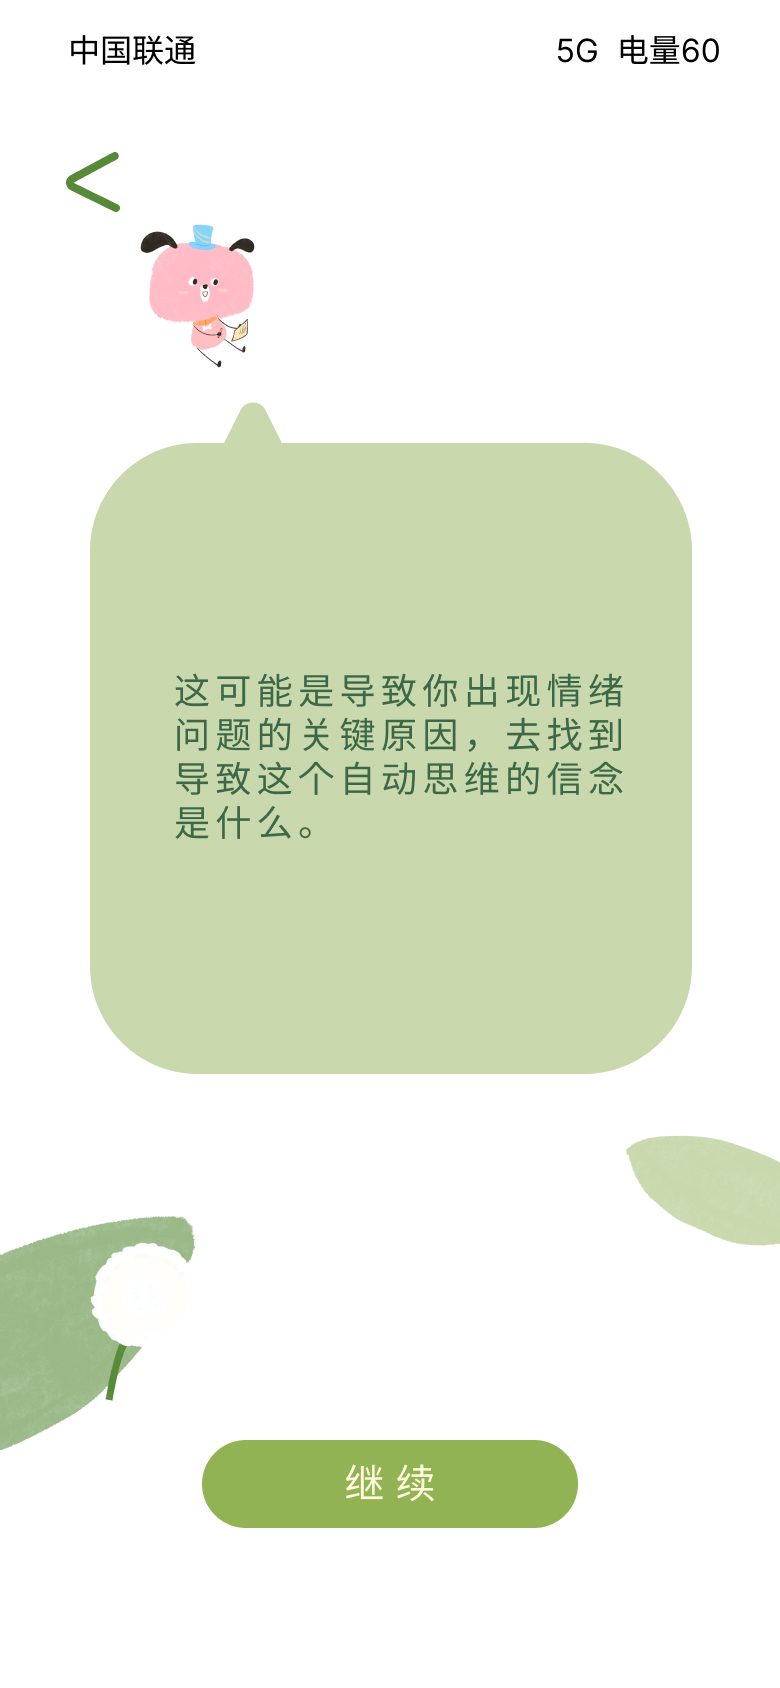 中国联通
5G 电量60
这可能是导致你出现情绪
问题的关键原因，去找到
导致这个自动思维的信念
是什么。
继续